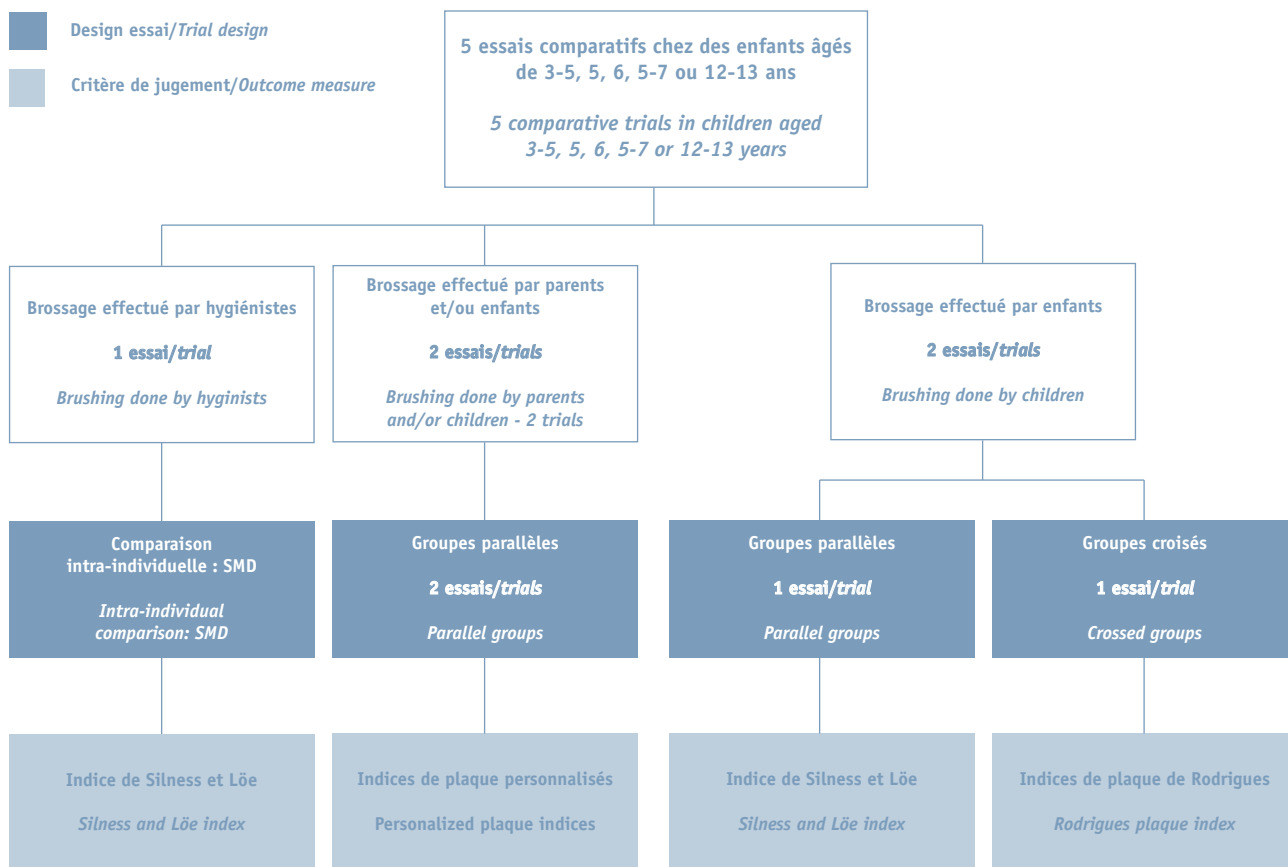 Design essai/Trial design
Critère de jugement/Outcome measure
5 essais comparatifs chez des enfants âgés
de 3-5, 5, 6, 5-7 ou 12-13 ans
5 comparative trials in children aged
3-5, 5, 6, 5-7 or 12-13 years
Brossage effectué par hygiénistes
1 essai/trial
Brushing done by hyginists
Brossage effectué par parents
et/ou enfants
2 essais/trials
Brushing done by parents
and/or children - 2 trials
Brossage effectué par enfants
2 essais/trials
Brushing done by children
Comparaison
intra-individuelle : SMD
Intra-individual
comparison: SMD
Groupes parallèles
2 essais/trials
Parallel groups
Groupes parallèles
1 essai/trial
Parallel groups
Groupes croisés
1 essai/trial
Crossed groups
Indice de Silness et Löe
Silness and Löe index
Indices de plaque personnalisés
Personalized plaque indices
Indice de Silness et Löe
Silness and Löe index
Indices de plaque de Rodrigues
Rodrigues plaque index